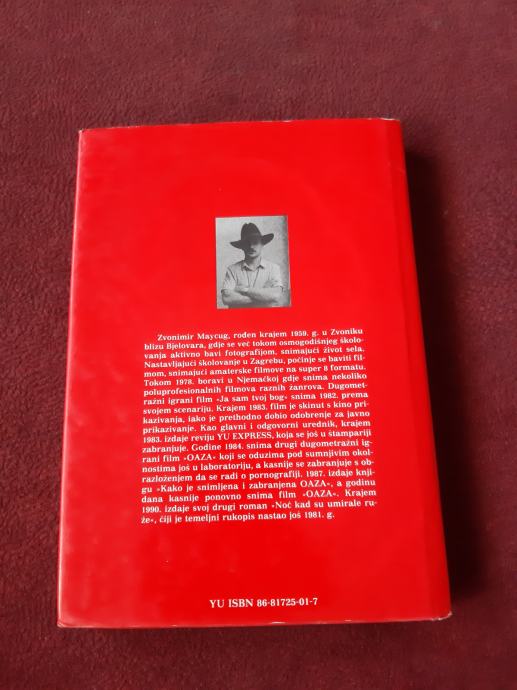 Zvonimir Maycug, rođen krajem 1959. g. u Zvoniku
blizu Bjelovara, gdje se već tokom osmogodišnjeg školo-
vanja aktivno bavi fotografijom, snimajući život sela.
Nastavljajući školovanje u Zagrebu, počinje se baviti fil-
mom, snimajući amaterske filmove na super 8 formatu.
Tokom 1978. boravi u Njemačkoj gdje snima nekoliko
poluprofesionalnih filmova raznih žanrova. Dugomet-
ražni igrani film »Ja sam tvoj bog« snima 1982. prema
svojem scenariju. Krajem 1983. film je skinut s kino pri-
kazivanja, iako je prethodno dobio odobrenje za javno
prikazivanje. Kao glavni i odgovorni urednik, krajem
1983. izdaje reviju YU EXPRESS, koja se još u štampariji
zabranjuje. Godine 1984. snima drugi dugometražni ig-
rani film »OAZA« koji se oduzima pod sumnjivim okol-
nostima još u laboratoriju, a kasnije se zabranjuje s ob-
razloženjem da se radi o pornografiji. 1987. izdaje knji-
gu »Kako je snimljena i zabranjena OAZA«, a godinu
dana kasnije ponovno snima film »OAZA«. Krajem
1990. izdaje svoj drugi roman »Noć kad su umirale ru-
že«, čiji je temeljni rukopis nastao još 1981. g.
YU ISBN 86-81725-01-7